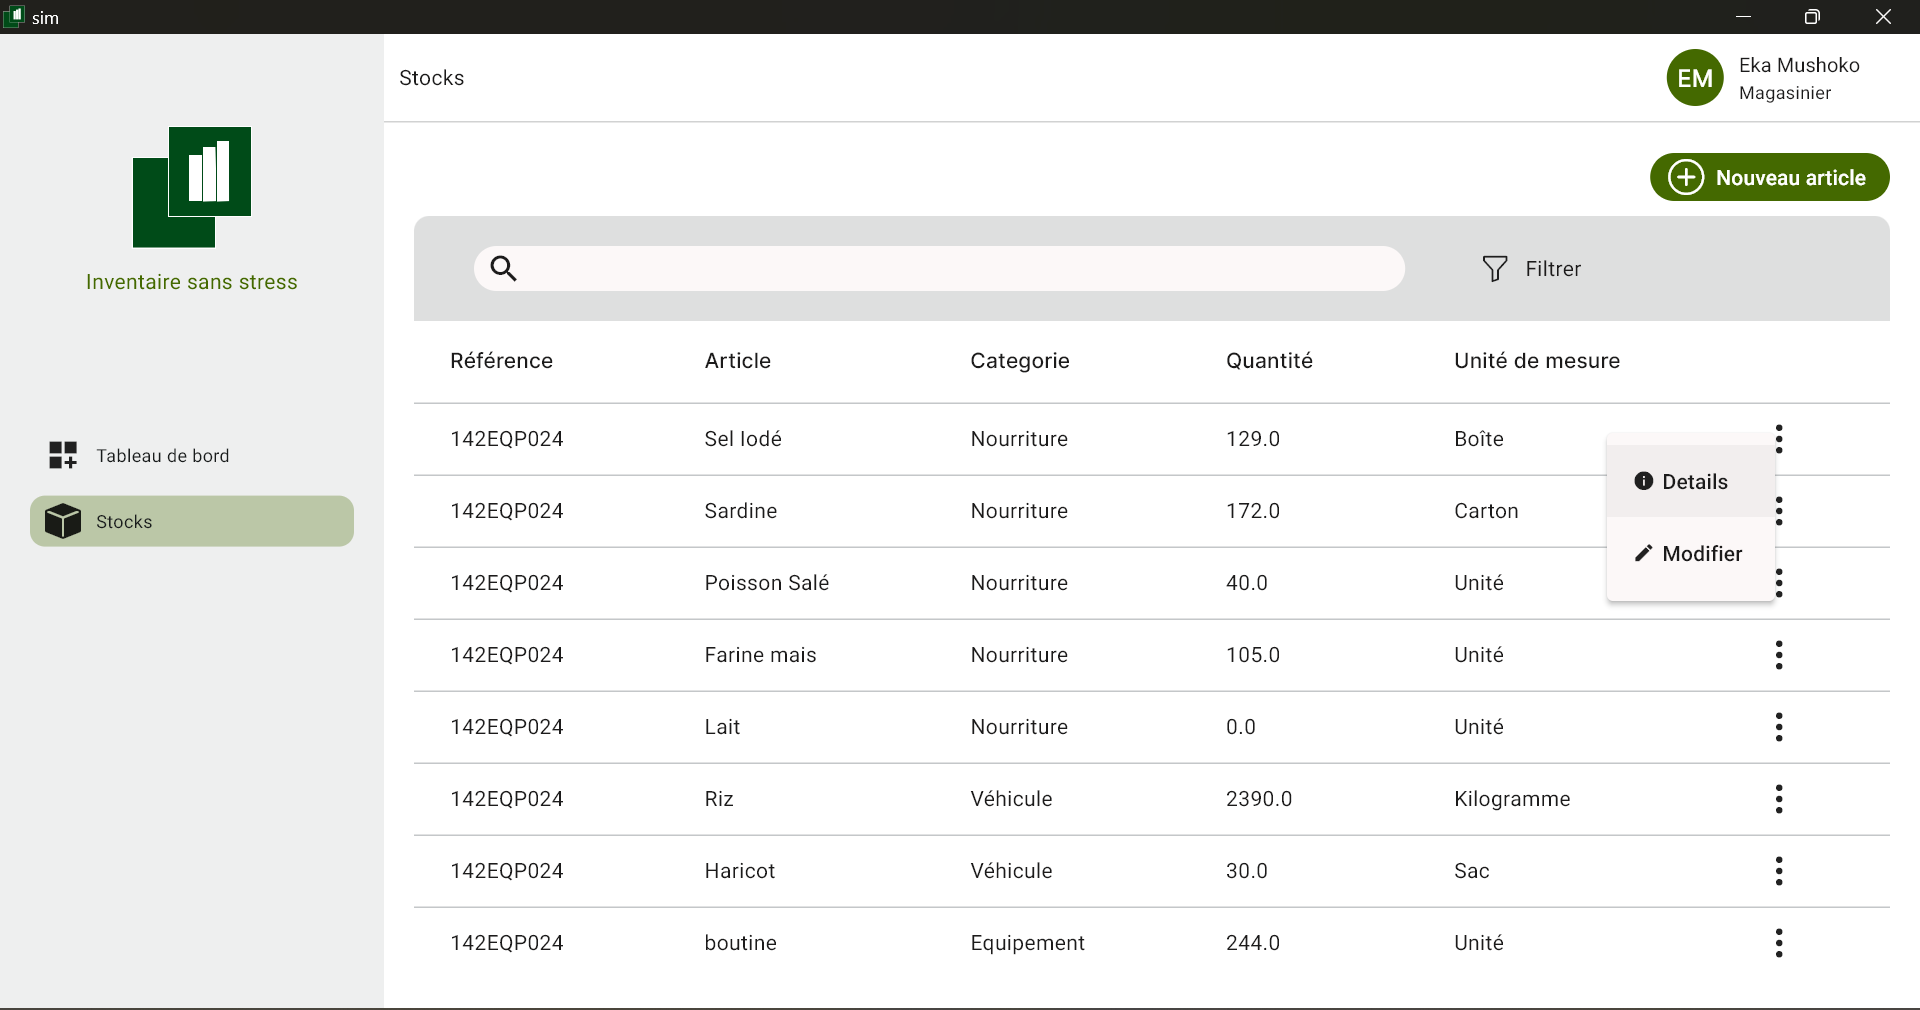 sim
Stocks
Eka Mushoko
EM
Magasinier
Nouveau article
Inventaire sans stress
Filtrer
Référence Article Categorie Quantité Unité de mesure
142EQP024 Sel Iodé Nourriture 129.0 Boîte
Tableau de bord
Details
142EQP024 Sardine Nourriture 172.0 Carton
Stocks
Modifier
142EQP024 Poisson Salé Nourriture 40.0 Unité
142EQP024 Farine mais Nourriture 105.0 Unité
142EQP024 Lait Nourriture 0.0 Unité
142EQP024 Riz Véhicule 2390.0 Kilogramme
142EQP024 Haricot Véhicule 30.0 Sac
142EQP024 boutine Equipement 244.0 Unité